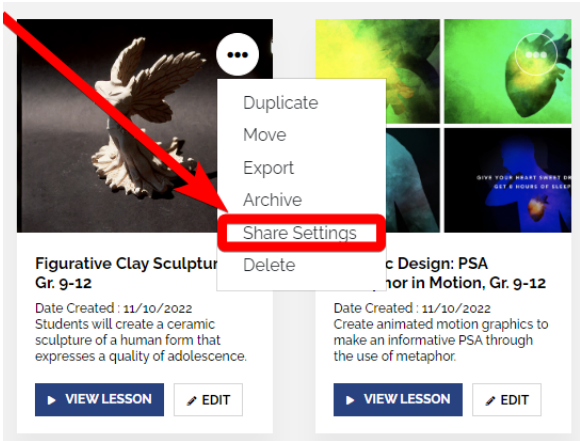 Duplicate
Move
Export
Archive
Share Settings
Delete
GIVE YOUR HEART SWEET DR
GET 8 HOURS OF SLEEP
Figurative Clay Sculptur
Gr. 9-12
Date Created : 11/10/2022
Students will create a ceramic
sculpture of a human form that
expresses a quality of adolescence.
VIEW LESSON
EDIT
c Design: PSA
hor in Motion, Gr. 9-12
Date Created : 11/10/2022
Create animated motion graphics to
make an informative PSA through
the use of metaphor.
VIEW LESSON
EDIT